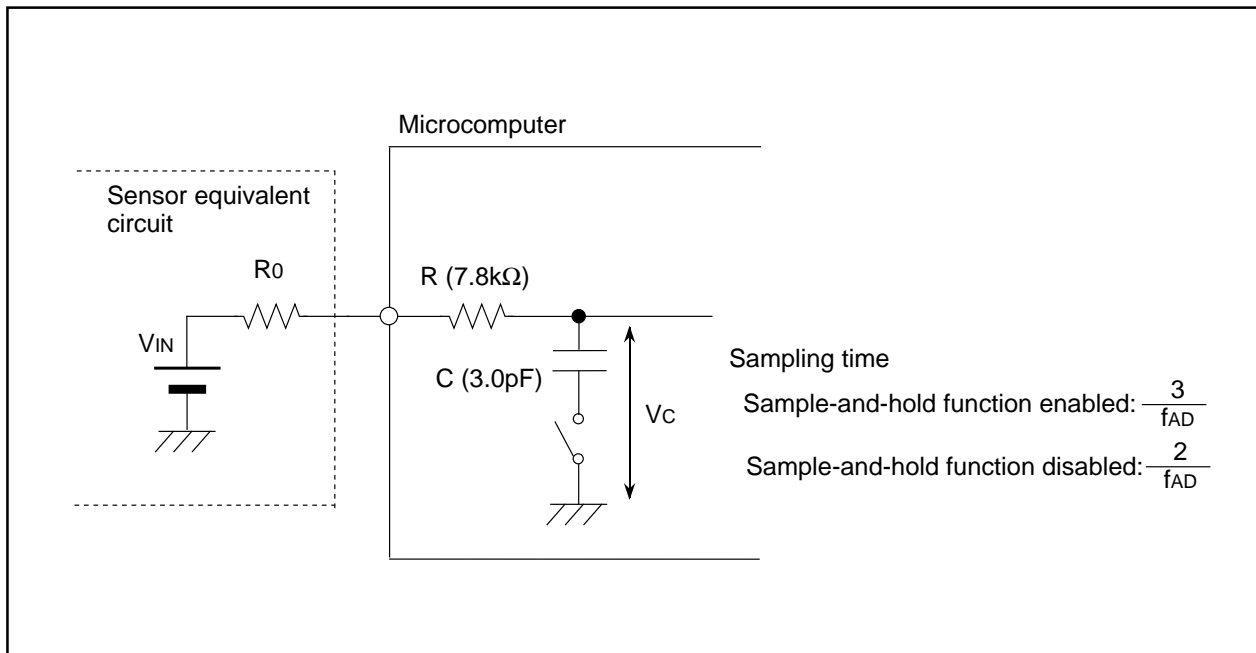 Microcomputer
Sensor equivalent
circuit
R0
R (7.8kΩ)
VIN
C (3.0pF)
VC
Sampling time
Sample-and-hold function enabled: 3/fAD
Sample-and-hold function disabled: 2/fAD